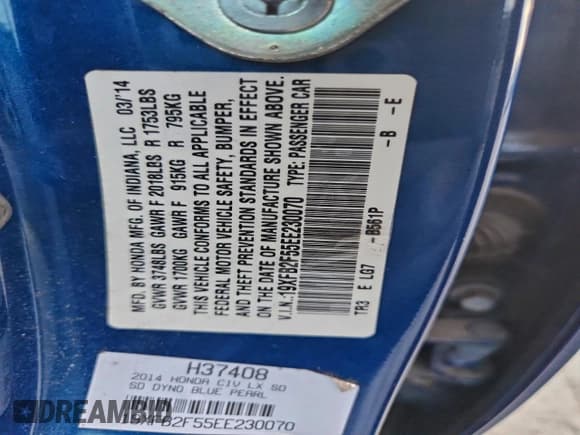 MFD. BY HONDA MFG. OF INDIANA, LLC 03/'14
GVWR 3748LBS GAWR F 2018LBS R 1753LBS
GVWR 1700KG GAWR F 915KG R 795KG
THIS VEHICLE CONFORMS TO ALL APPLICABLE
FEDERAL MOTOR VEHICLE SAFETY, BUMPER,
AND THEFT PREVENTION STANDARDS IN EFFECT
ON THE DATE OF MANUFACTURE SHOWN ABOVE.
V.I.N.:19XFB2F55EE230070 TYPE: PASSENGER CAR
TR3 E LG7 -B561P -B -E
H37408
2014 HONDA CIV LX SD
SD DYNO BLUE PEARL
19XFB2F55EE230070
DREAMBID